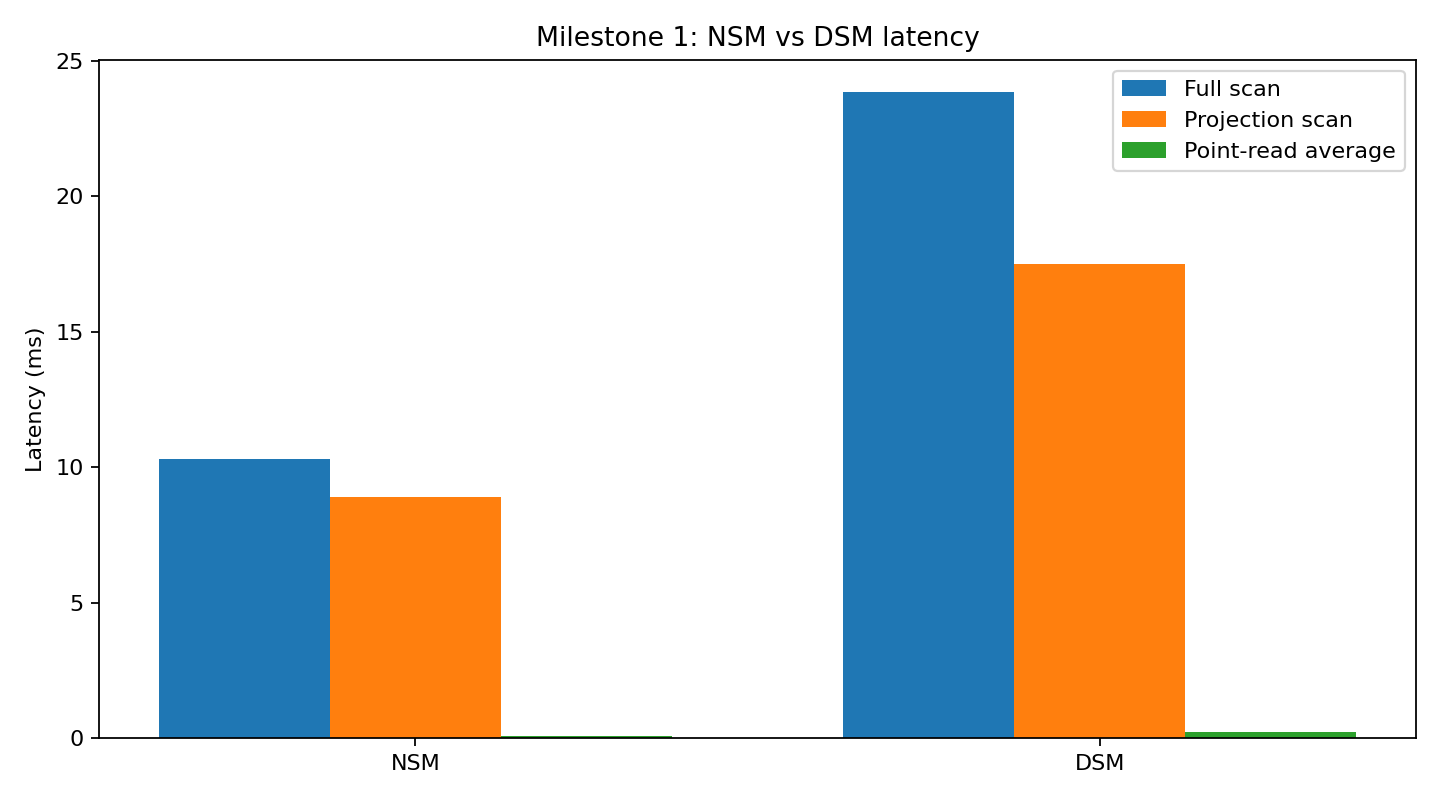 Milestone 1: NSM vs DSM latency
Full scan
Projection scan
Point-read average
Latency (ms)
25
20
15
10
5
0
NSM
DSM